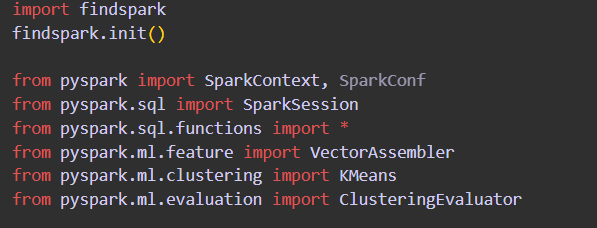 import findspark
findspark.init()
from pyspark import SparkContext, SparkConf
from pyspark.sql import SparkSession
from pyspark.sql.functions import *
from pyspark.ml.feature import VectorAssembler
from pyspark.ml.clustering import KMeans
from pyspark.ml.evaluation import ClusteringEvaluator